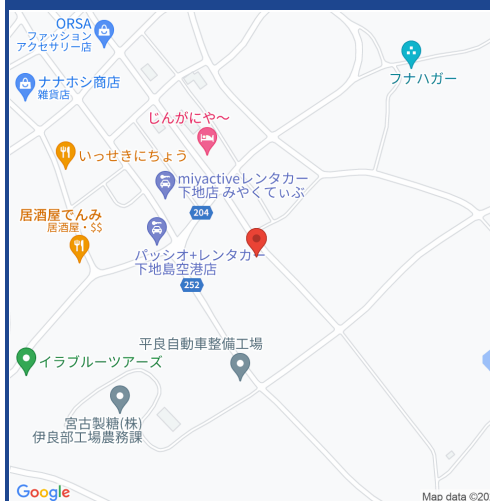 ORSA
ファッション
アクセサリー店
フナハガー
ナナホシ商店
雑貨店
じんがにや～
いっせきにちょう
miyactiveレンタカー
下地店 みやくてぃぶ
204
居酒屋でんみ
居酒屋・$$
パッシオ+レンタカー
下地島空港店
252
平良自動車整備工場
イラブルーツアーズ
宮古製糖(株)
伊良部工場農務課
Google
Map data ©20